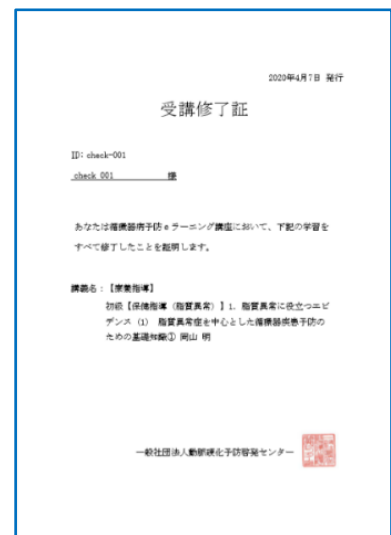 2020年4月7日 発行
受講修了証
ID: check-001
check 001 様
あなたは循環器病予防eラーニング講座において、下記の学習を
すべて修了したことを証明します。
講義名：【療養指導】
初級【保健指導（脂質異常）】1. 脂質異常に役立つエビ
デンス（1） 脂質異常症を中心とした循環器疾患予防の
ための基礎知識① 岡山 明
一般社団法人動脈硬化予防啓発センター